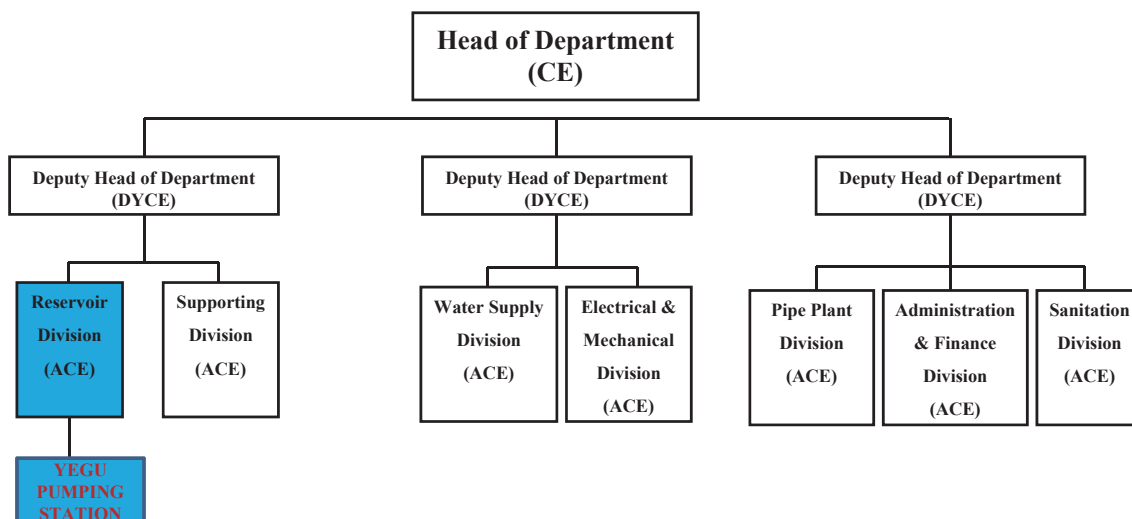 Head of Department
(CE)
Deputy Head of Department
(DYCE)
Deputy Head of Department
(DYCE)
Deputy Head of Department
(DYCE)
Reservoir
Division
(ACE)
Supporting
Division
(ACE)
Water Supply
Division
(ACE)
Electrical &
Mechanical
Division
(ACE)
Pipe Plant
Division
(ACE)
Administration
& Finance
Division
(ACE)
Sanitation
Division
(ACE)
YEGU
PUMPING
STATION